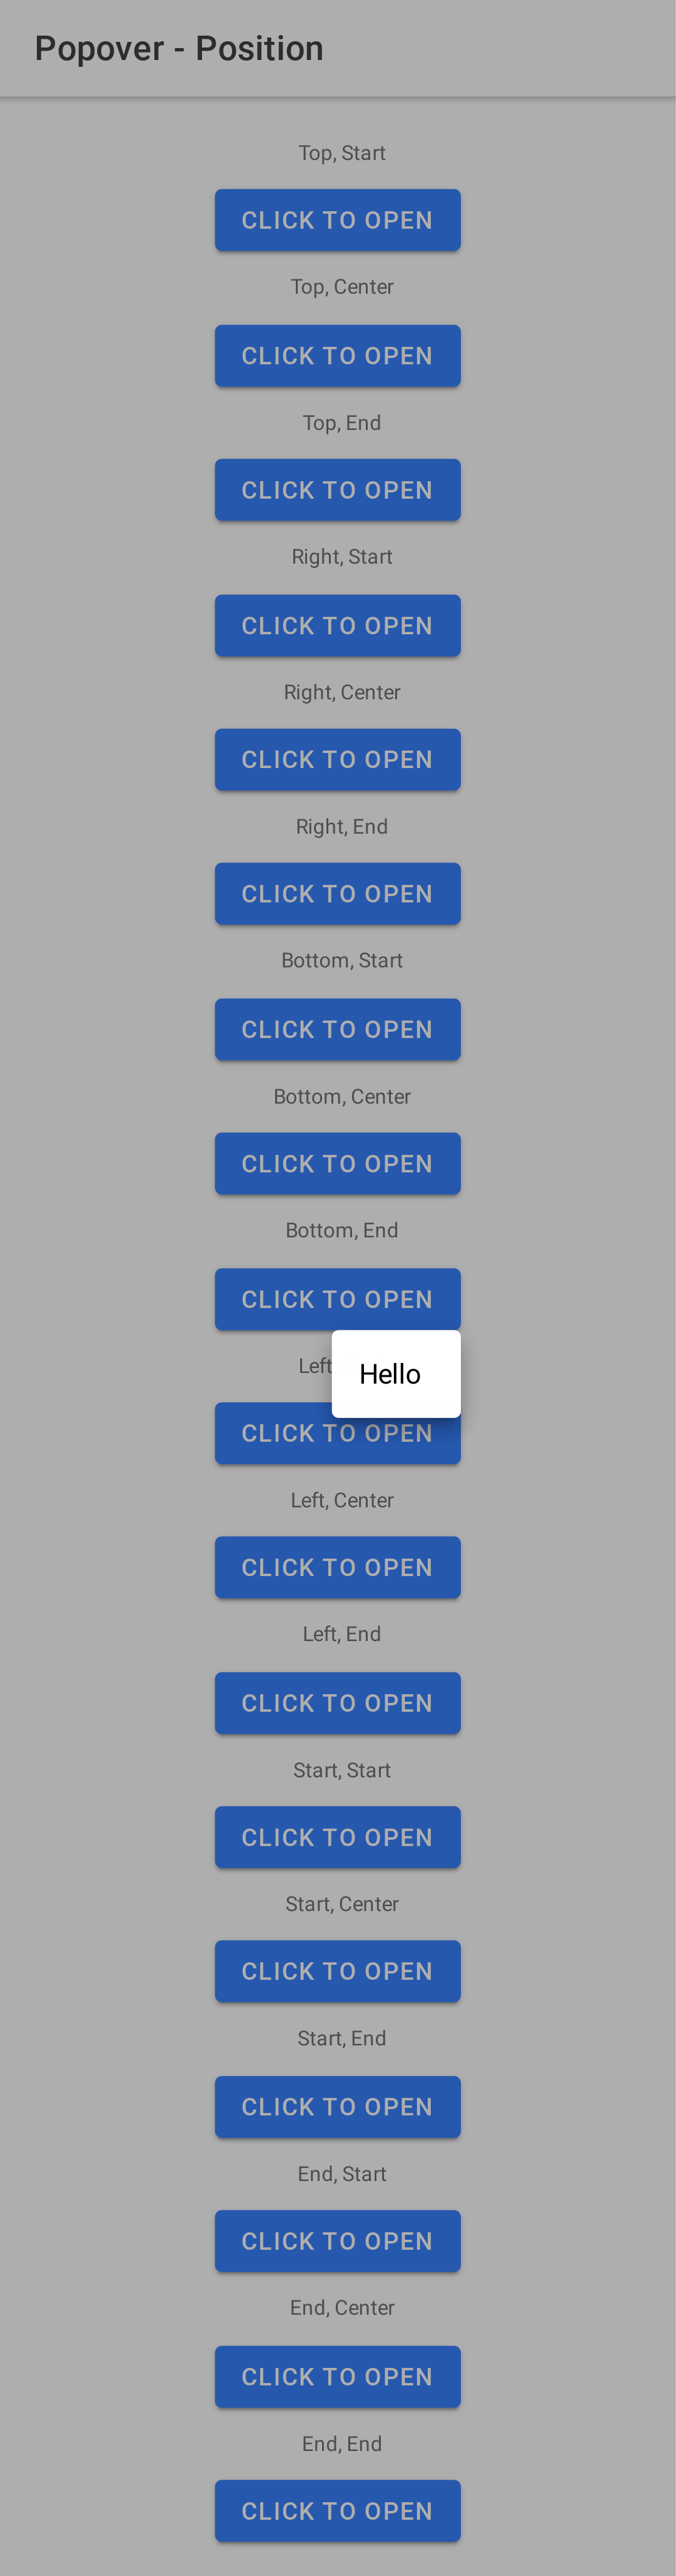 Popover - Position
Top, Start
CLICK TO OPEN
Top, Center
CLICK TO OPEN
Top, End
CLICK TO OPEN
Right, Start
CLICK TO OPEN
Right, Center
CLICK TO OPEN
Right, End
CLICK TO OPEN
Bottom, Start
CLICK TO OPEN
Bottom, Center
CLICK TO OPEN
Bottom, End
CLICK TO OPEN
Left
Hello
CLICK TO OPEN
Left, Center
CLICK TO OPEN
Left, End
CLICK TO OPEN
Start, Start
CLICK TO OPEN
Start, Center
CLICK TO OPEN
Start, End
CLICK TO OPEN
End, Start
CLICK TO OPEN
End, Center
CLICK TO OPEN
End, End
CLICK TO OPEN